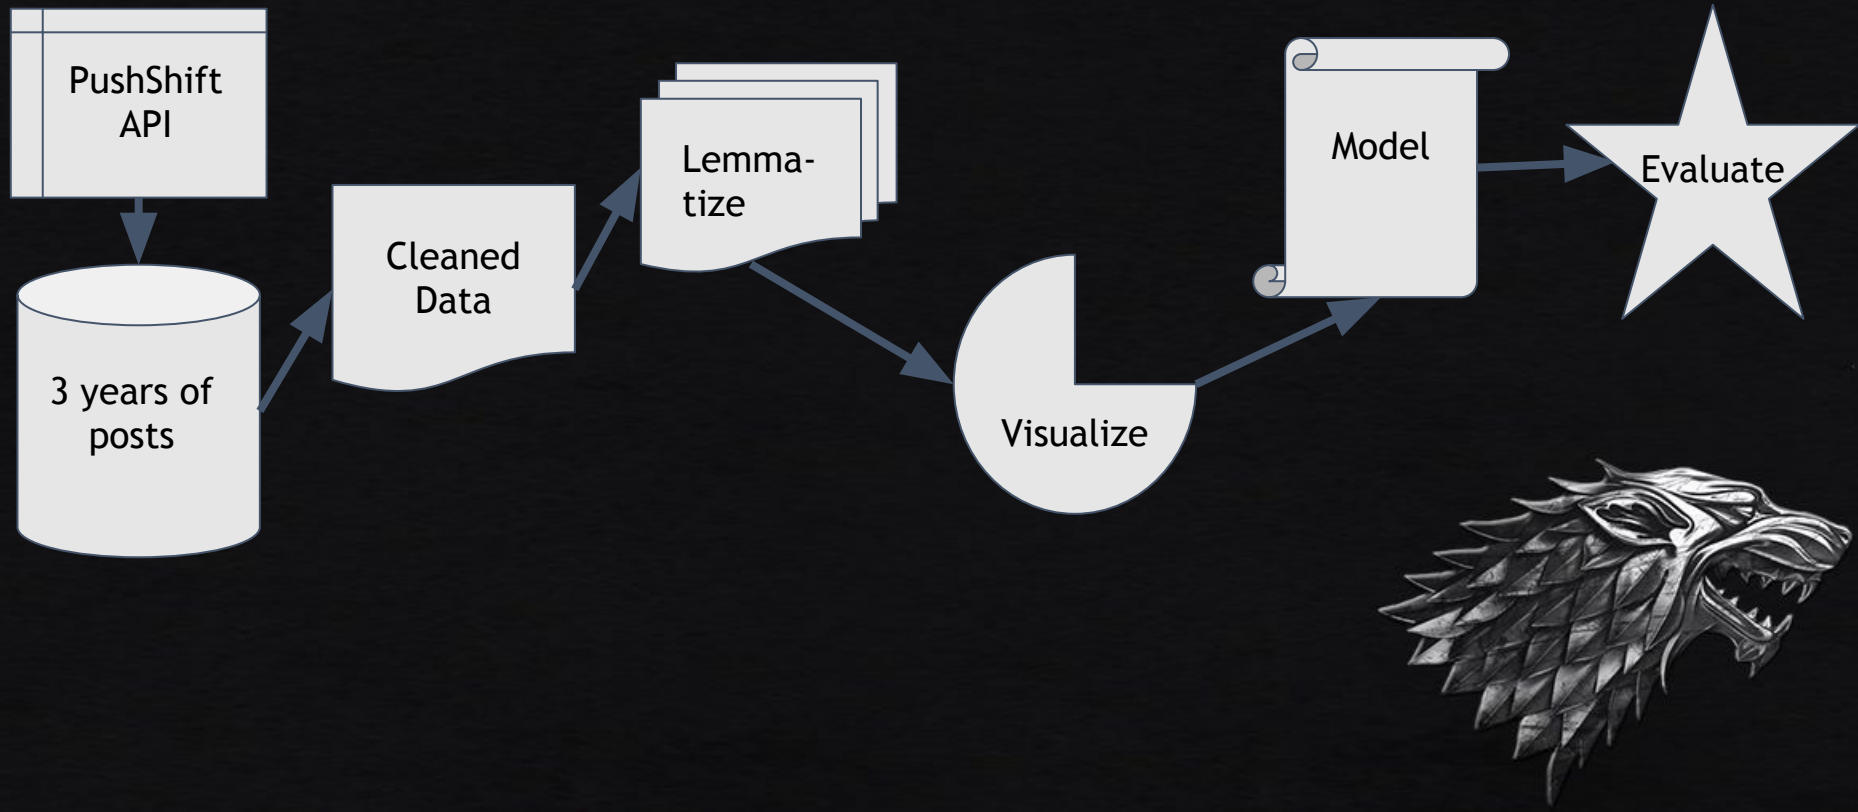 PushShift
API
3 years of
posts
Cleaned
Data
Lemma-
tize
Visualize
Model
Evaluate